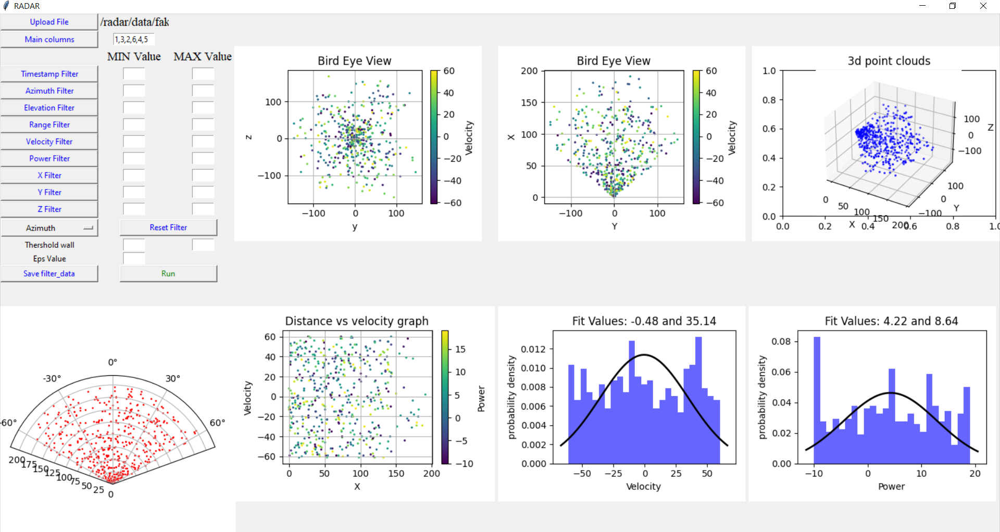 RADAR
Upload File /radar/data/fak
Main columns 1,3,2,6,4,5
MIN Value MAX Value
Timestamp Filter
Azimuth Filter
Elevation Filter
Range Filter
Velocity Filter
Power Filter
X Filter
Y Filter
Z Filter
Azimuth Reset Filter
Thershold wall
Eps Value
Save filter_data Run
Bird Eye View
100
0
−100
z
−100 0 100
y
60
40
20
0
−20
−40
−60
Velocity
Bird Eye View
200
150
100
50
0
X
−100 0 100
Y
60
40
20
0
−20
−40
−60
Velocity
3d point clouds
1.0
0.8
0.6
0.4
0.2
0.0
0.0 0.2 0.4 0.6 0.8 1.0
100
0
−100
Z
100
0
−100
Y
0
50
100
150
200
X
0°
-30° 30°
-60° 60°
200
175
150
125
100
75
50
25
0
Distance vs velocity graph
60
40
20
0
−20
−40
−60
Velocity
0 50 100 150 200
X
15
10
5
0
−5
−10
Power
Fit Values: -0.48 and 35.14
0.012
0.010
0.008
0.006
0.004
0.002
0.000
probability density
−50 −25 0 25 50
Velocity
Fit Values: 4.22 and 8.64
0.08
0.06
0.04
0.02
0.00
probability density
−10 0 10 20
Power